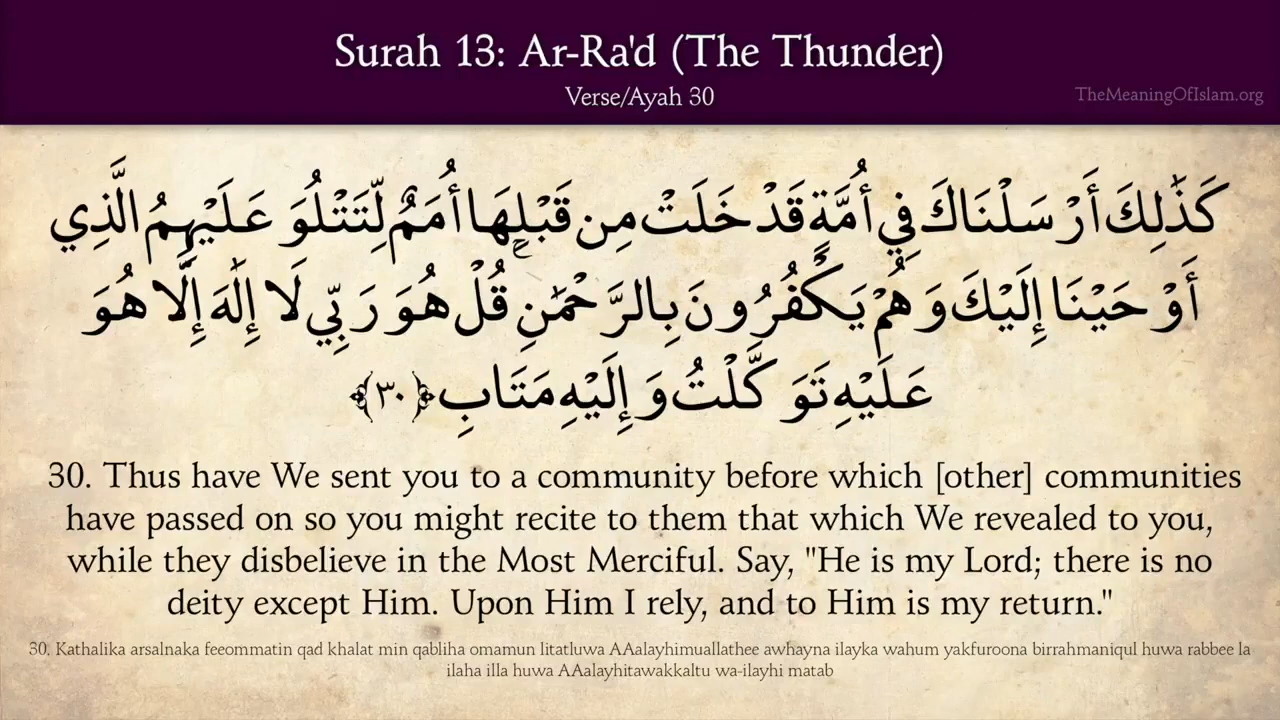 Surah 13: Ar-Ra'd (The Thunder)
Verse/Ayah 30
TheMeaningOfIslam.org
كَذَٰلِكَ أَرْسَلْنَاكَ فِي أُمَّةٍ قَدْ خَلَتْ مِن قَبْلِهَا أُمَمٌ لِّتَتْلُوَ عَلَيْهِمُ الَّذِي
أَوْحَيْنَا إِلَيْكَ وَهُمْ يَكْفُرُونَ بِالرَّحْمَٰنِ قُلْ هُوَ رَبِّي لَا إِلَٰهَ إِلَّا هُوَ
عَلَيْهِ تَوَكَّلْتُ وَإِلَيْهِ مَتَابِ ﴿٣٠﴾
30. Thus have We sent you to a community before which [other] communities
have passed on so you might recite to them that which We revealed to you,
while they disbelieve in the Most Merciful. Say, "He is my Lord; there is no
deity except Him. Upon Him I rely, and to Him is my return."
30. Kathalika arsalnaka feeommatin qad khalat min qabliha omamun litatluwa AAalayhimuallathee awhayna ilayka wahum yakfuroona birrahmaniqul huwa rabbee la
ilaha illa huwa AAalayhitawakkaltu wa-ilayhi matab